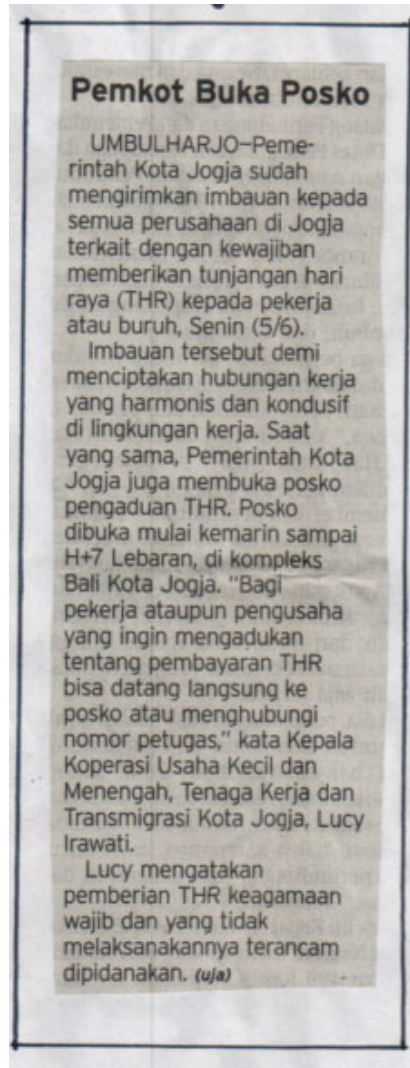 Pemkot Buka Posko
UMBULHARJO–Peme-
rintah Kota Jogja sudah
mengirimkan imbauan kepada
semua perusahaan di Jogja
terkait dengan kewajiban
memberikan tunjangan hari
raya (THR) kepada pekerja
atau buruh, Senin (5/6).
Imbauan tersebut demi
menciptakan hubungan kerja
yang harmonis dan kondusif
di lingkungan kerja. Saat
yang sama, Pemerintah Kota
Jogja juga membuka posko
pengaduan THR. Posko
dibuka mulai kemarin sampai
H+7 Lebaran, di kompleks
Bali Kota Jogja. “Bagi
pekerja ataupun pengusaha
yang ingin mengadukan
tentang pembayaran THR
bisa datang langsung ke
posko atau menghubungi
nomor petugas,” kata Kepala
Koperasi Usaha Kecil dan
Menengah, Tenaga Kerja dan
Transmigrasi Kota Jogja, Lucy
Irawati.
Lucy mengatakan
pemberian THR keagamaan
wajib dan yang tidak
melaksanakannya terancam
dipidanakan. (uja)